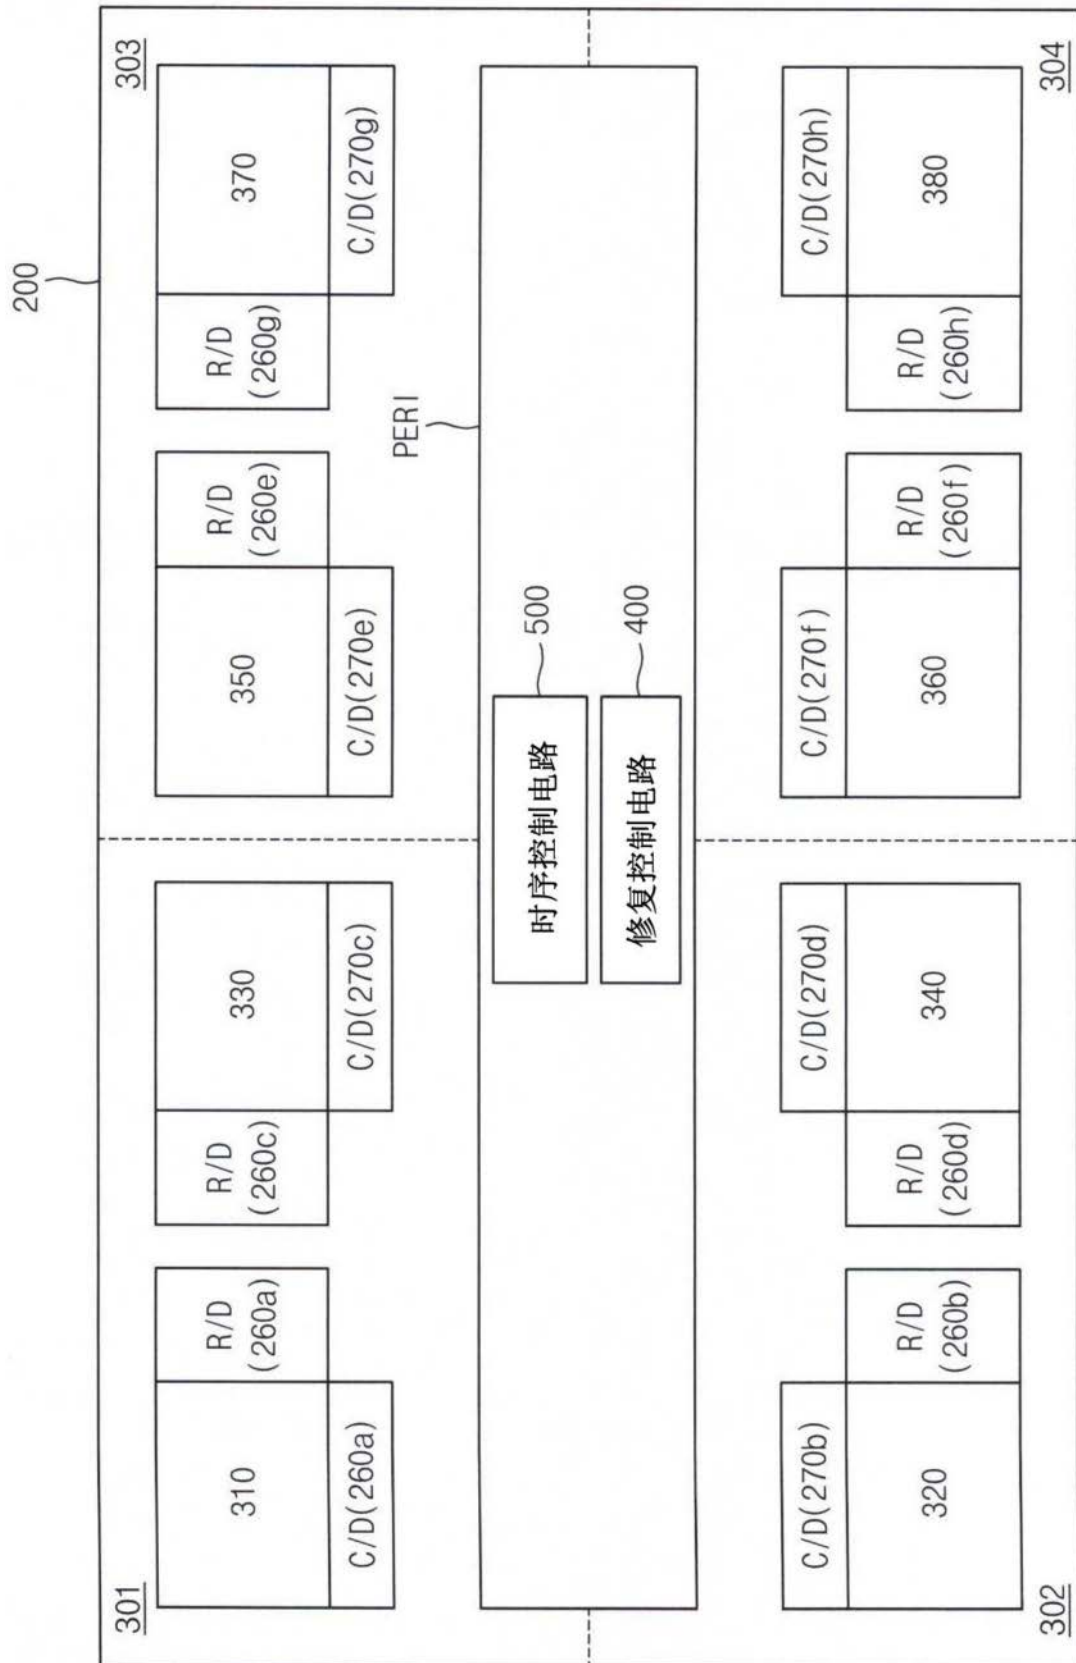 200
301
303
310
R/D
(260a)
C/D(260a)
R/D
(260c)
330
C/D(270c)
350
R/D
(260e)
C/D(270e)
R/D
(260g)
370
C/D(270g)
PERI
时序控制电路
500
修复控制电路
400
C/D(270b)
320
R/D
(260b)
C/D(270d)
R/D
(260d)
340
C/D(270f)
360
R/D
(260f)
C/D(270h)
R/D
(260h)
380
302
304